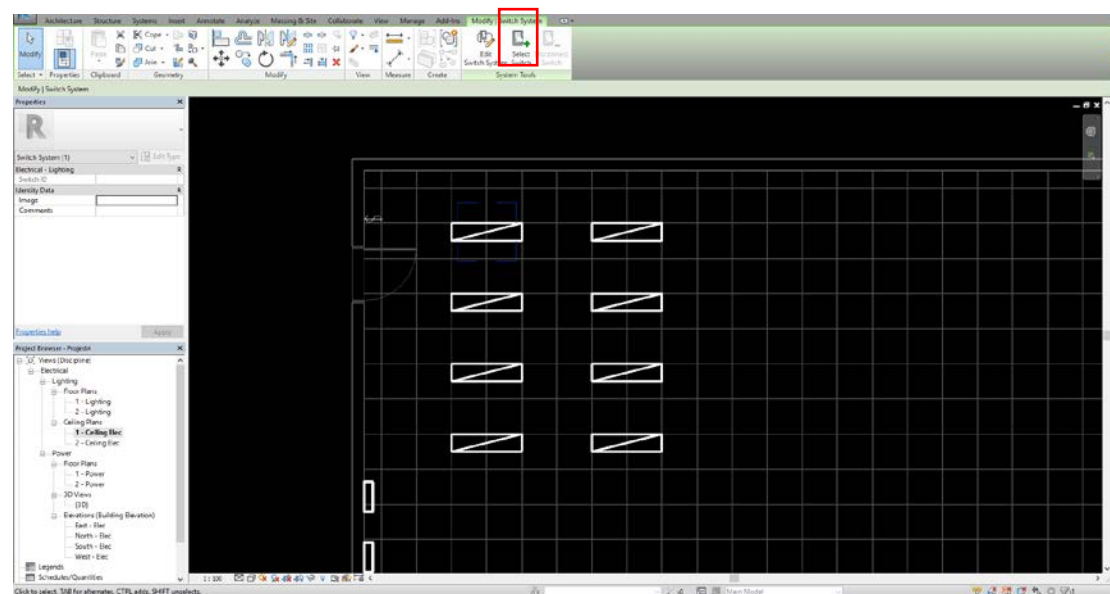 Architecture Structure Systems Insert Annotate Analyze Massing & Site Collaborate View Manage Add-Ins Modify | Switch System
Modify Paste Cope Cut Join Edit Switch System Select Switch Disconnect Switch
Select Properties Clipboard Geometry Modify View Measure Create System Tools
Modify | Switch System
Properties
R
Switch System (1) Edit Type
Electrical - Lighting
Switch ID
Identity Data
Image
Comments
Properties help Apply
Project Browser - Project4
Views (Discipline)
Electrical
Lighting
Floor Plans
1 - Lighting
2 - Lighting
Ceiling Plans
1 - Ceiling Elec
2 - Ceiling Elec
Power
Floor Plans
1 - Power
2 - Power
3D Views
{3D}
Elevations (Building Elevation)
East - Elec
North - Elec
South - Elec
West - Elec
Legends
Schedules/Quantities
1 : 100
Click to select, TAB for alternates, CTRL adds, SHIFT unselects.
Main Model